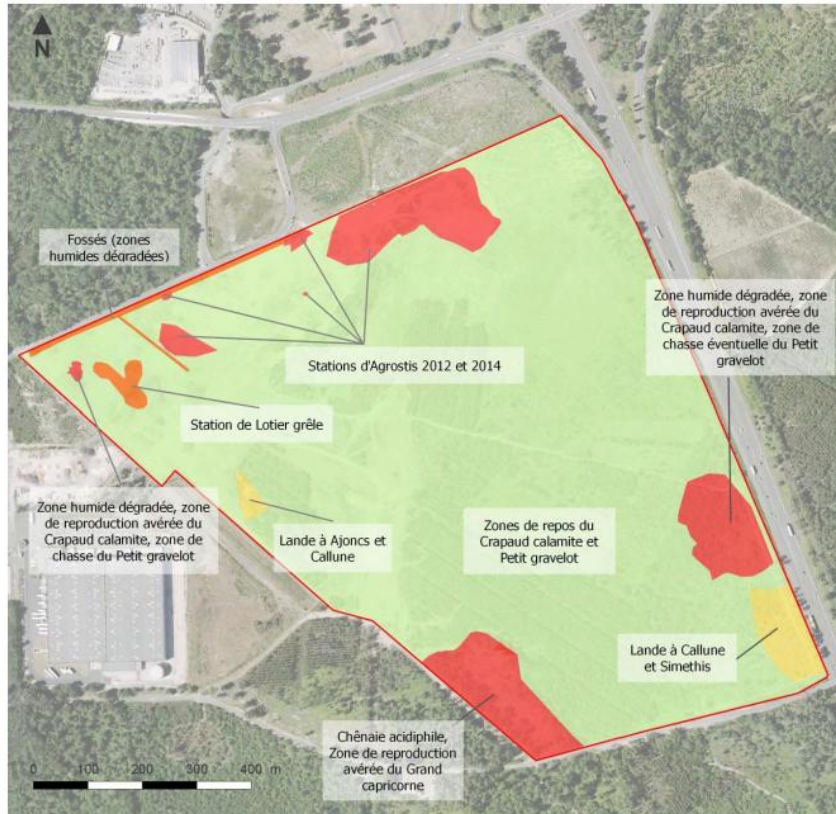 N
Fossés (zones
humides dégradées)
Zone humide dégradée, zone
de reproduction avérée du
Crapaud calamite, zone de
chasse éventuelle du Petit
gravelot
Stations d'Agrostis 2012 et 2014
Station de Lotier grêle
Zone humide dégradée, zone
de reproduction avérée du
Crapaud calamite, zone de
chasse du Petit gravelot
Lande à Ajoncs et
Callune
Zones de repos du
Crapaud calamite et
Petit gravelot
Lande à Callune
et Simethis
Chênaie acidiphile,
Zone de reproduction
avérée du Grand
capricorne
0 100 200 300 400 m